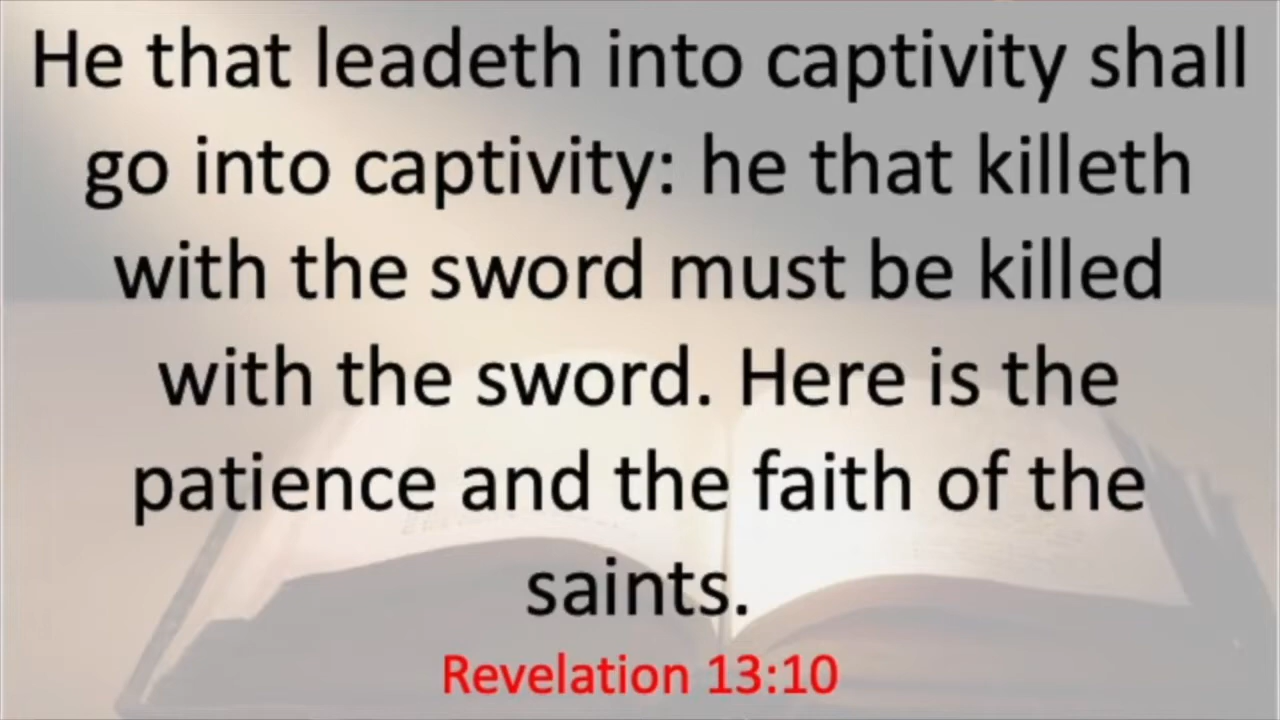 He that leadeth into captivity shall
go into captivity: he that killeth
with the sword must be killed
with the sword. Here is the
patience and the faith of the
saints.
Revelation 13:10